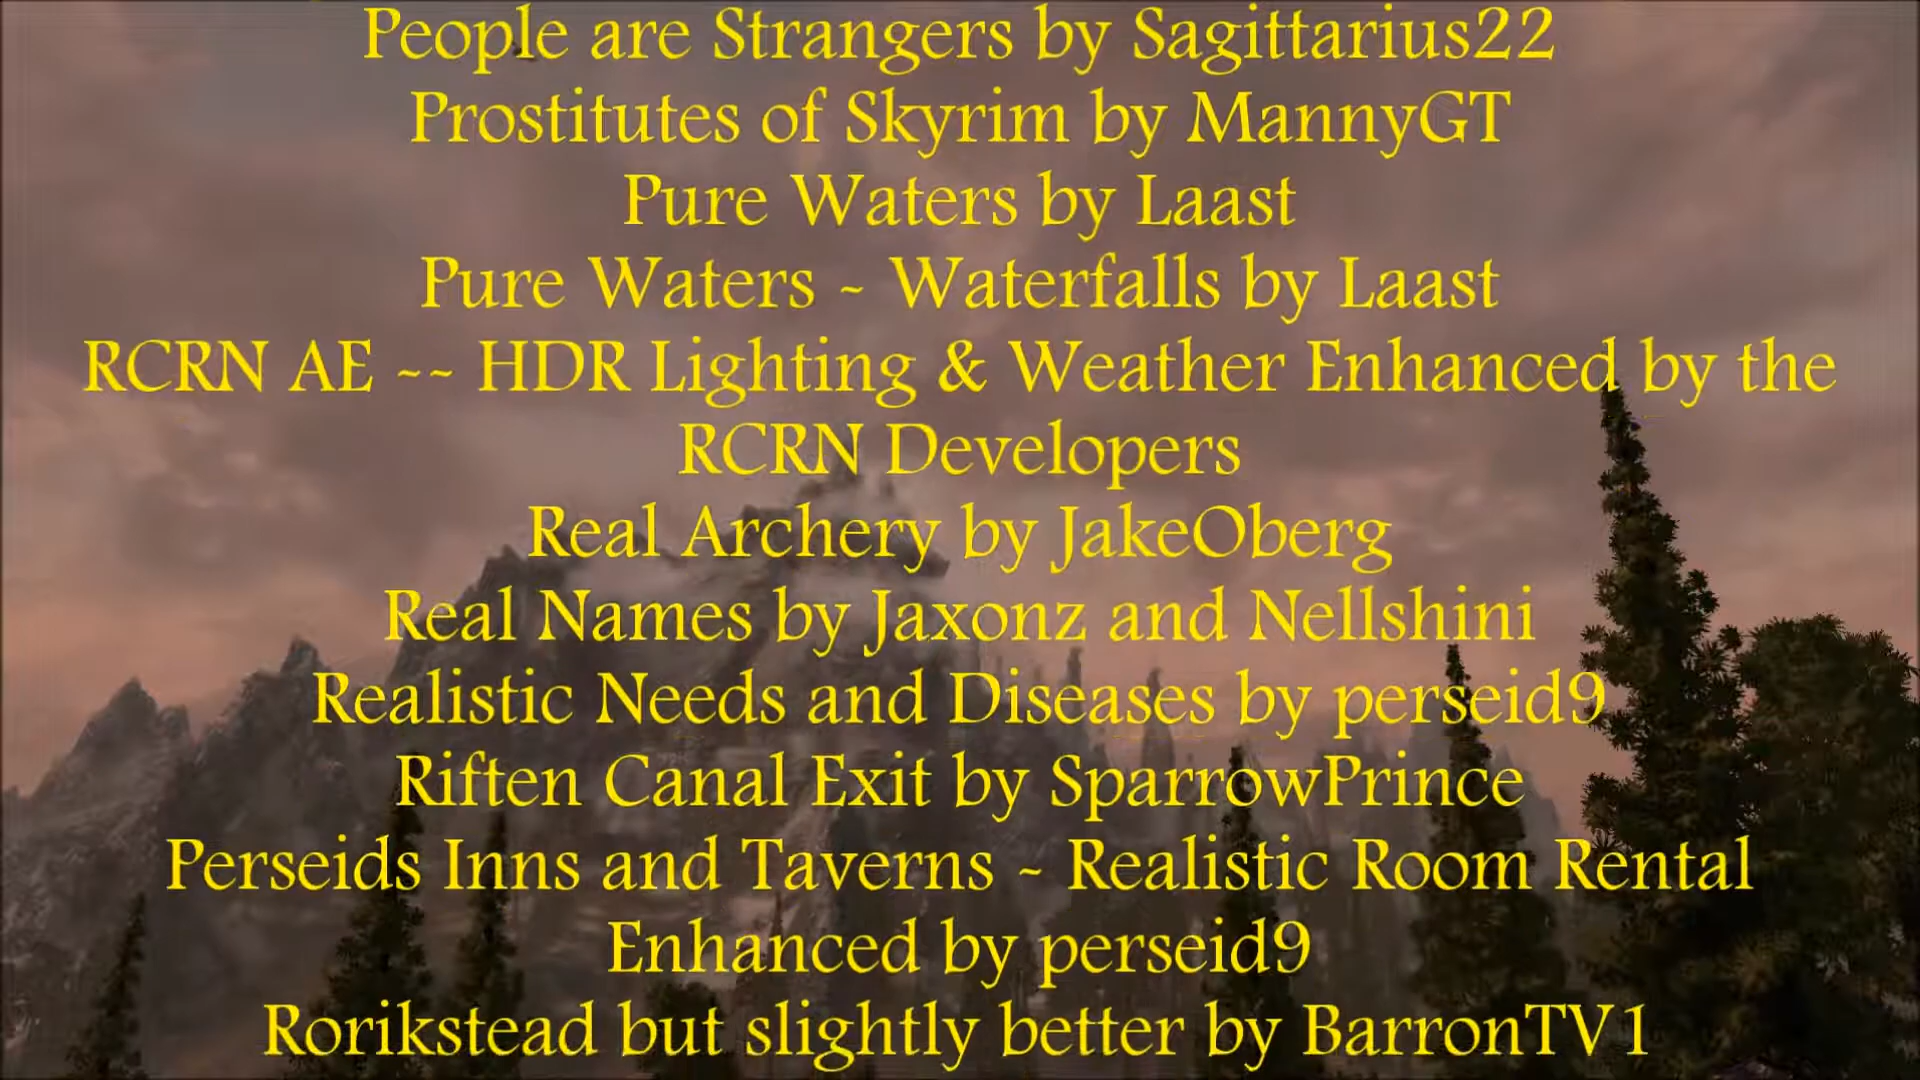 People are Strangers by Sagittarius22
Prostitutes of Skyrim by MannyGT
Pure Waters by Laast
Pure Waters - Waterfalls by Laast
RCRN AE -- HDR Lighting & Weather Enhanced by the
RCRN Developers
Real Archery by JakeOberg
Real Names by Jaxonz and Nellshini
Realistic Needs and Diseases by perseid9
Riften Canal Exit by SparrowPrince
Perseids Inns and Taverns - Realistic Room Rental
Enhanced by perseid9
Rorikstead but slightly better by BarronTV1